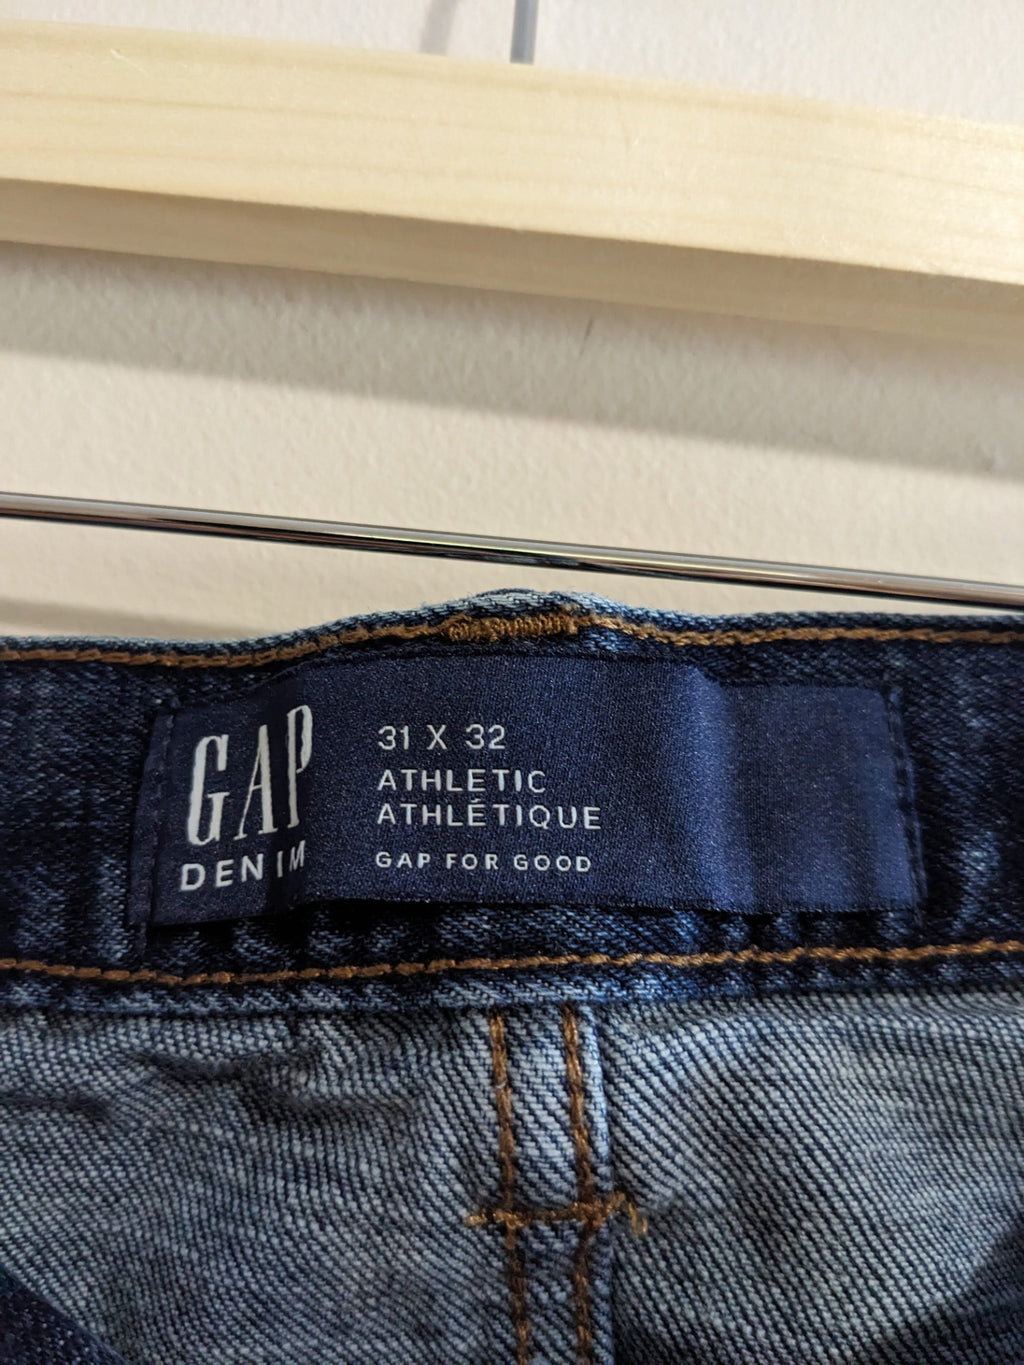 GAP
DENIM
31 X 32
ATHLETIC
ATHLÉTIQUE
GAP FOR GOOD